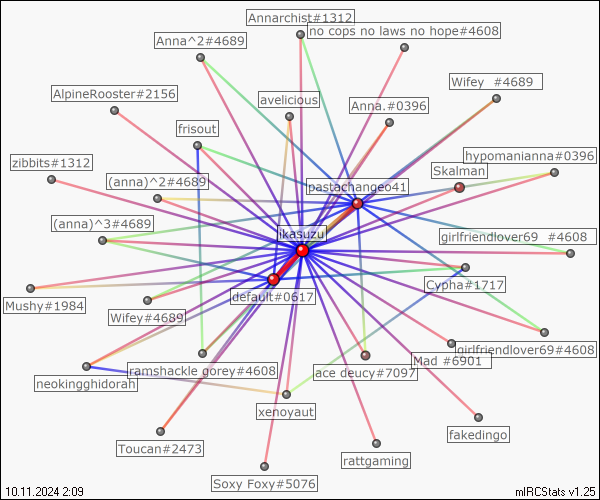 Annarchist#1312
no cops no laws no hope#4608
Anna^2#4689
Wifey #4689
AlpineRooster#2156
avelicious
Anna.#0396
frisout
hypomanianna#0396
zibbits#1312
Skalman
(anna)^2#4689
pastachangeo41
(anna)^3#4689
ikasuzu
girlfriendlover69 #4608
Cypha#1717
default#0617
Mushy#1984
Wifey#4689
girlfriendlover69#4608
Mad #6901
ramshackle gorey#4608
ace deucy#7097
neokingghidorah
xenoyaut
fakedingo
Toucan#2473
rattgaming
Soxy Foxy#5076
10.11.2024 2:09
mIRCStats v1.25